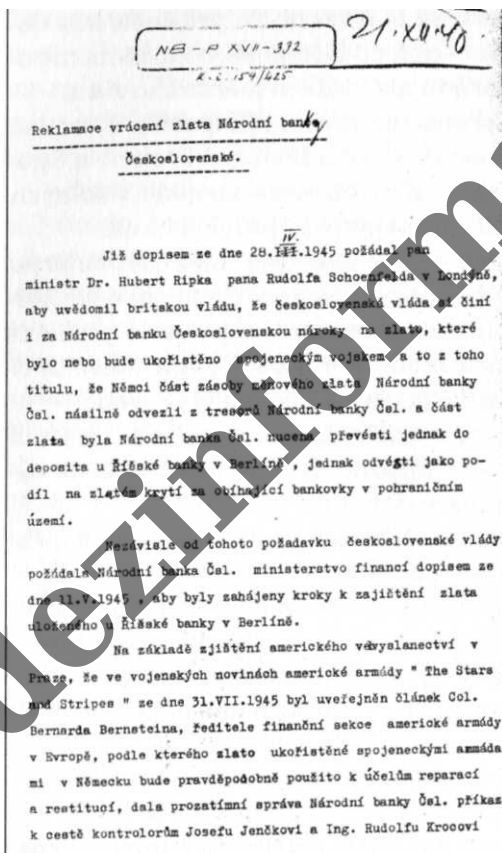 21.XII.48
NB-P XVII-392
K.č. 154/425
Reklamace vrácení zlata Národní banky
Československé.
Již dopisem ze dne 28.IV.1945 požádal pan
ministr Dr. Hubert Ripka pana Rudolfa Schoenfelda v Londýně,
aby uvědomil britskou vládu, že československá vláda si činí
i za Národní banku Československou nároky na zlato, které
bylo nebo bude ukořistěno spojeneckým vojskem a to z toho
titulu, že Němci část zásoby měnového zlata Národní banky
Čsl. násilně odvezli z tresorů Národní banky Čsl. a část
zlata byla Národní banka Čsl. nucena převésti jednak do
deposita u Říšské banky v Berlíně, jednak odvésti jako po-
díl na zlatém krytí za obíhající bankovky v pohraničním
území.
Nezávisle od tohoto požadavku československé vlády
požádala Národní banka Čsl. ministerstvo financí dopisem ze
dne 11.V.1945 , aby byly zahájeny kroky k zajičtění zlata
uloženého u Říšské banky v Berlíně.
Na základě zjištění amerického vyslanectví v
Praze, že ve vojenských novinách americké armády " The Stars
and Stripes " ze dne 31.VII.1945 byl uveřejněn článek Col.
Bernarda Bernsteina, ředitele finanční sekce americké armády
v Evropě, podle kterého zlato ukořistěné spojeneckými armáda
mi v Německu bude pravděpodobně použito k účelům reparací
a restitucí, dala prozatímní správa Národní banky Čsl. příkaz
k cestě kontrolorům Josefu Jenčkovi a Ing. Rudolfu Krocovi
dezinform